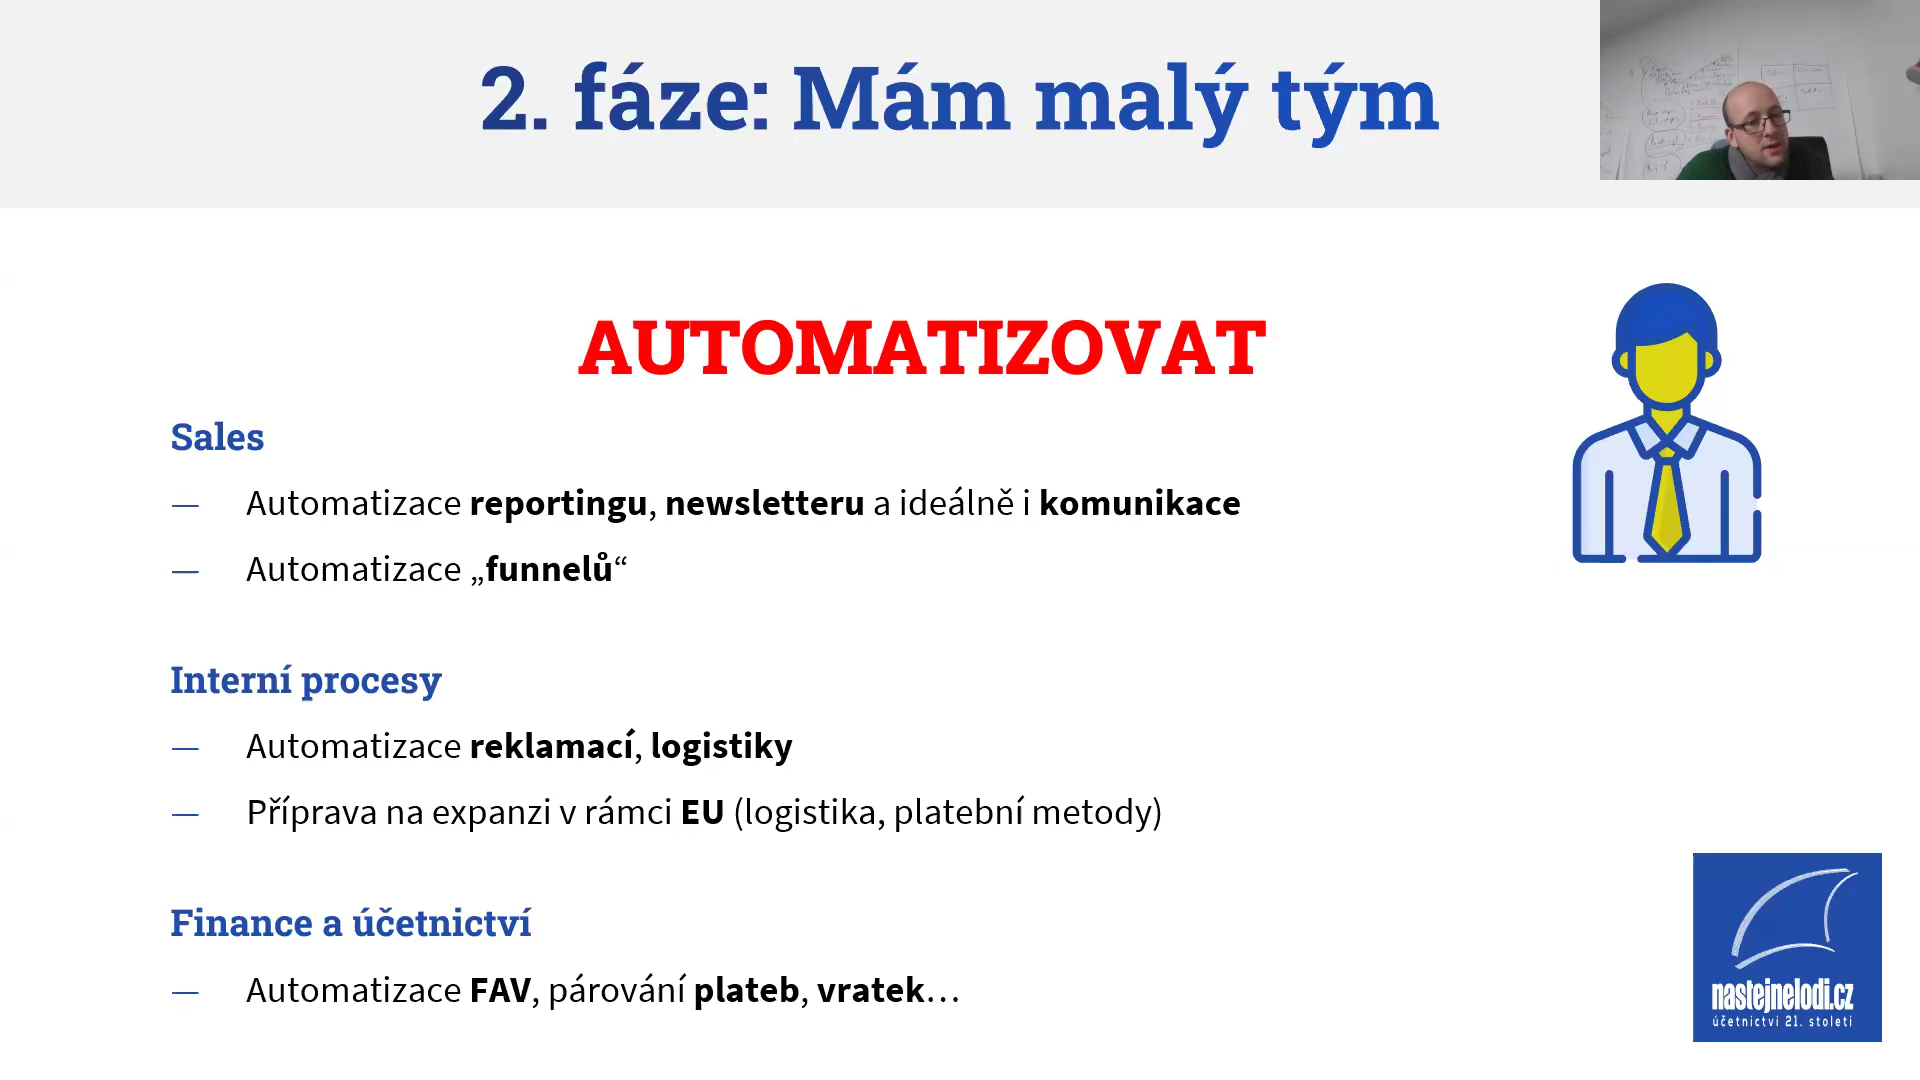 2. fáze: Mám malý tým
AUTOMATIZOVAT
Sales
— Automatizace reportingu, newsletteru a ideálně i komunikace
— Automatizace „funnelů“
Interní procesy
— Automatizace reklamací, logistiky
— Příprava na expanzi v rámci EU (logistika, platební metody)
Finance a účetnictví
— Automatizace FAV, párování plateb, vratek…
nastejnelodi.cz
účetnictví 21. století